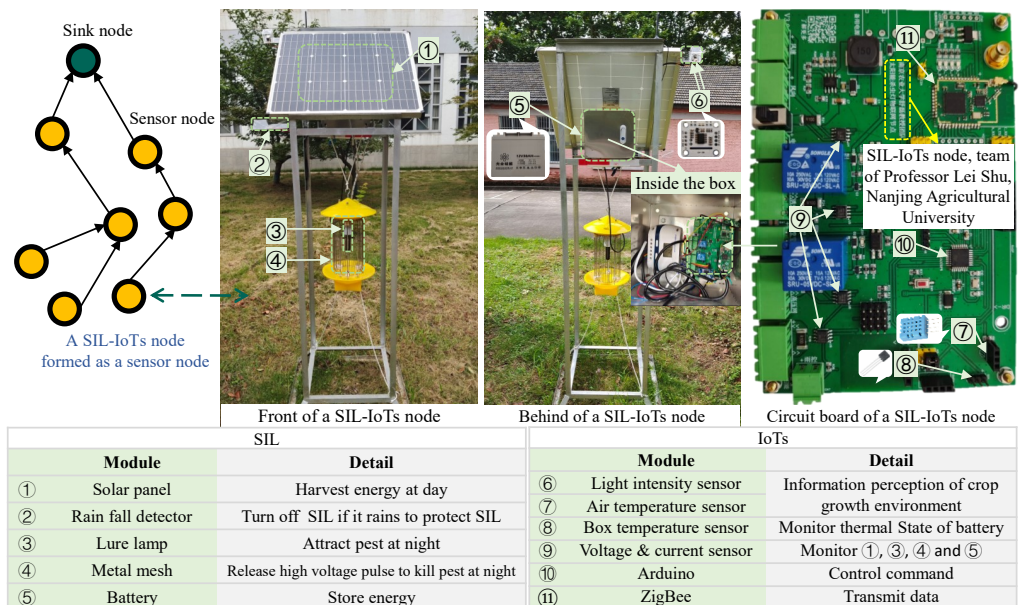 Sink node
Sensor node
A SIL-IoTs node
formed as a sensor node
①
②
③
④
Front of a SIL-IoTs node
⑤
⑥
Inside the box
Behind of a SIL-IoTs node
⑪
SIL-IoTs node, team
of Professor Lei Shu,
Nanjing Agricultural
University
⑨
⑩
⑦
⑧
Circuit board of a SIL-IoTs node
SIL
Module Detail
① Solar panel Harvest energy at day
② Rain fall detector Turn off SIL if it rains to protect SIL
③ Lure lamp Attract pest at night
④ Metal mesh Release high voltage pulse to kill pest at night
⑤ Battery Store energy
IoTs
Module Detail
⑥ Light intensity sensor Information perception of crop
⑦ Air temperature sensor growth environment
⑧ Box temperature sensor Monitor thermal State of battery
⑨ Voltage & current sensor Monitor ①, ③, ④ and ⑤
⑩ Arduino Control command
⑪ ZigBee Transmit data